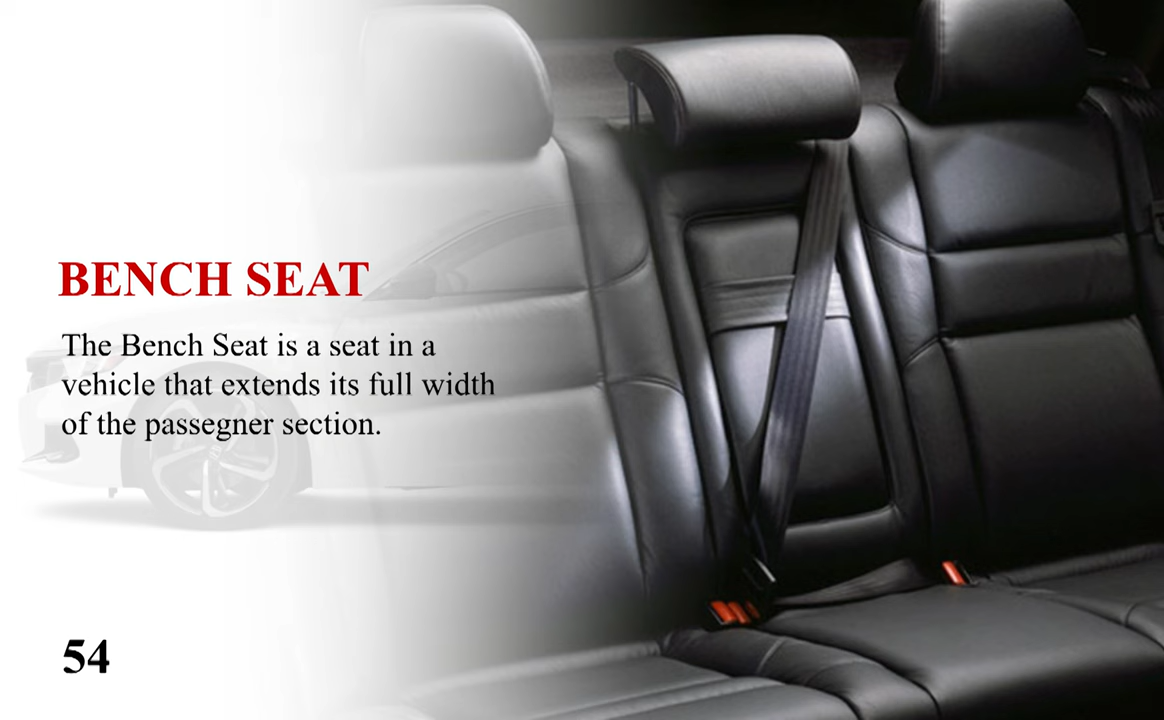 BENCH SEAT
The Bench Seat is a seat in a
vehicle that extends its full width
of the passegner section.
54